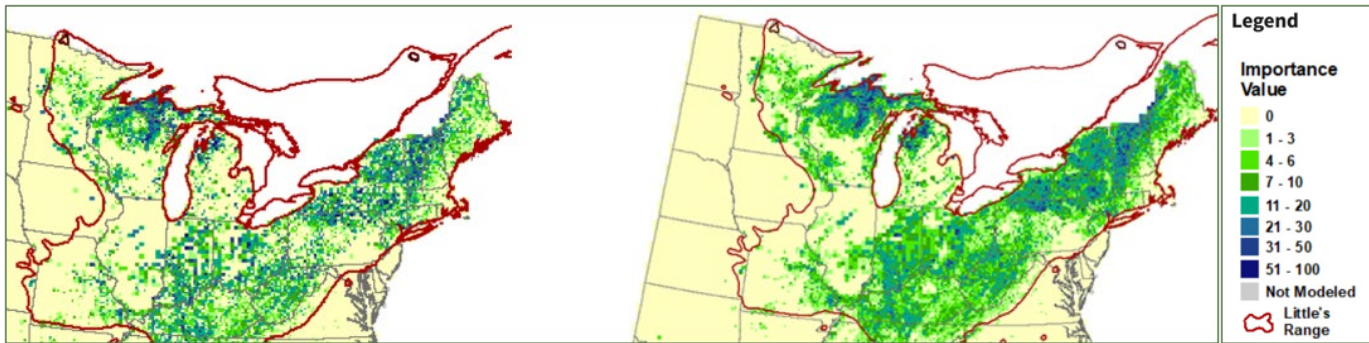 Legend
Importance
Value
0
1 - 3
4 - 6
7 - 10
11 - 20
21 - 30
31 - 50
51 - 100
Not Modeled
Little's
Range